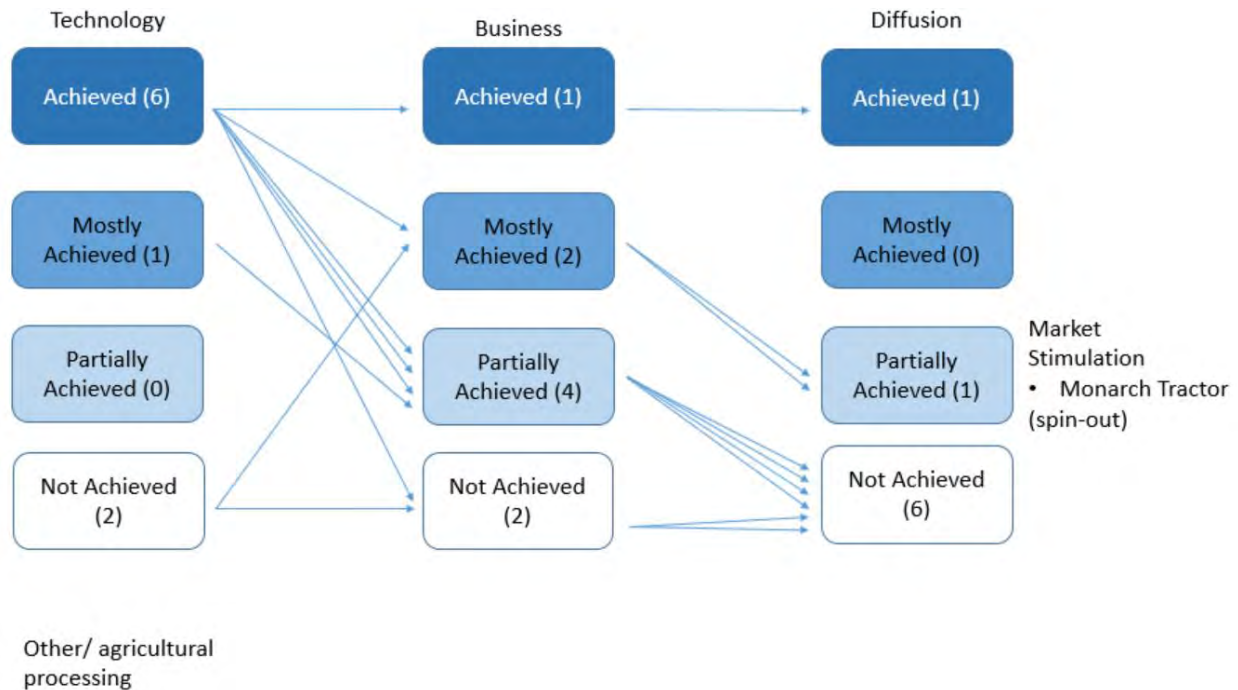 Technology
Business
Diffusion
Achieved (6)
Achieved (1)
Achieved (1)
Mostly
Achieved (1)
Mostly
Achieved (2)
Mostly
Achieved (0)
Partially
Achieved (0)
Partially
Achieved (4)
Partially
Achieved (1)
Market
Stimulation
• Monarch Tractor
(spin-out)
Not Achieved
(2)
Not Achieved
(2)
Not Achieved
(6)
Other/ agricultural
processing